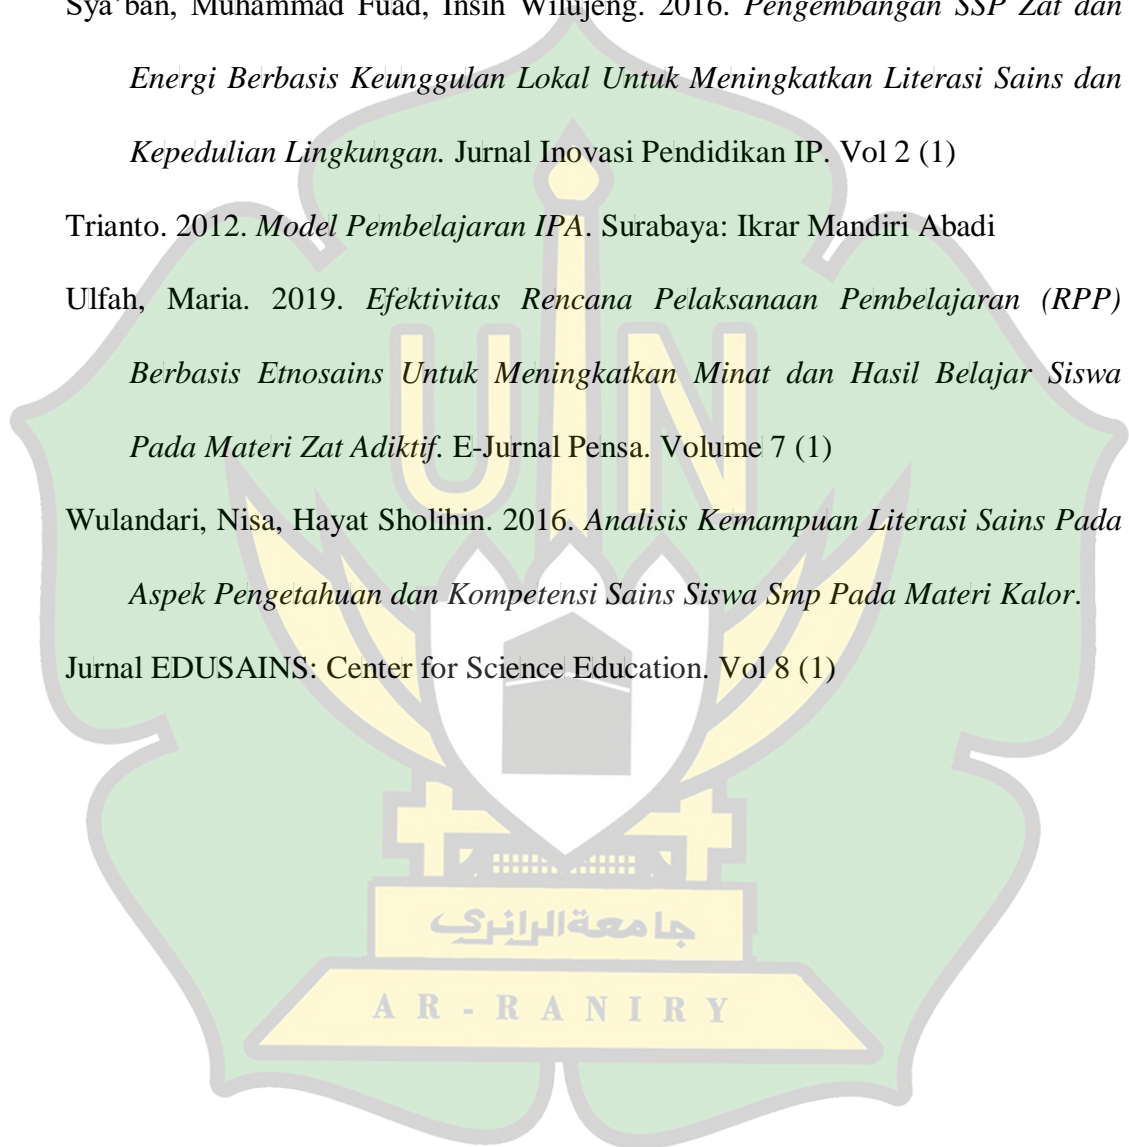 Sya'ban, Muhammad Fuad, Insih Wilujeng. 2016. Pengembangan SSP Zat dan
Energi Berbasis Keunggulan Lokal Untuk Meningkatkan Literasi Sains dan
Kepedulian Lingkungan. Jurnal Inovasi Pendidikan IP. Vol 2 (1)
Trianto. 2012. Model Pembelajaran IPA. Surabaya: Ikrar Mandiri Abadi
Ulfah, Maria. 2019. Efektivitas Rencana Pelaksanaan Pembelajaran (RPP)
Berbasis Etnosains Untuk Meningkatkan Minat dan Hasil Belajar Siswa
Pada Materi Zat Adiktif. E-Jurnal Pensa. Volume 7 (1)
Wulandari, Nisa, Hayat Sholihin. 2016. Analisis Kemampuan Literasi Sains Pada
Aspek Pengetahuan dan Kompetensi Sains Siswa Smp Pada Materi Kalor.
Jurnal EDUSAINS: Center for Science Education. Vol 8 (1)
UIN
جامعة الرانري
AR-RANIRY